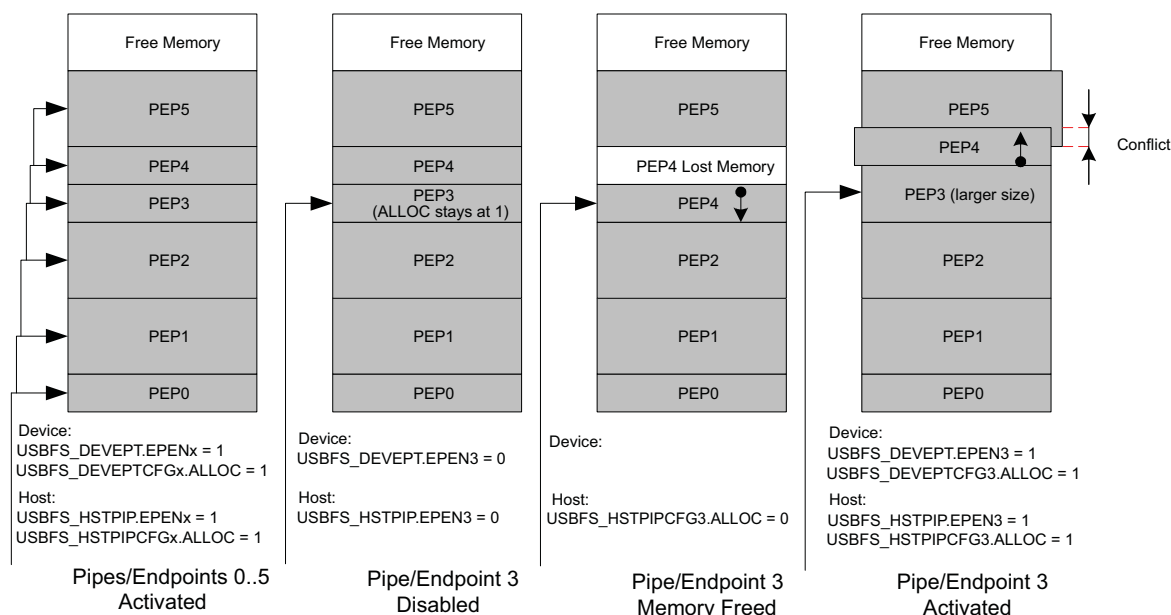 Free Memory
PEP5
PEP4
PEP3
PEP2
PEP1
PEP0
Device:
USBFS_DEVEPT.EPENx = 1
USBFS_DEVEPTCFGx.ALLOC = 1
Host:
USBFS_HSTPIP.EPENx = 1
USBFS_HSTPIPCFGx.ALLOC = 1
Pipes/Endpoints 0..5
Activated
Free Memory
PEP5
PEP4
PEP3
(ALLOC stays at 1)
PEP2
PEP1
PEP0
Device:
USBFS_DEVEPT.EPEN3 = 0
Host:
USBFS_HSTPIP.EPEN3 = 0
Pipe/Endpoint 3
Disabled
Free Memory
PEP5
PEP4 Lost Memory
PEP4
PEP2
PEP1
PEP0
Device:
Host:
USBFS_HSTPIPCFG3.ALLOC = 0
Pipe/Endpoint 3
Memory Freed
Free Memory
PEP5
PEP4
Conflict
PEP3 (larger size)
PEP2
PEP1
PEP0
Device:
USBFS_DEVEPT.EPEN3 = 1
USBFS_DEVEPTCFG3.ALLOC = 1
Host:
USBFS_HSTPIP.EPEN3 = 1
USBFS_HSTPIPCFG3.ALLOC = 1
Pipe/Endpoint 3
Activated